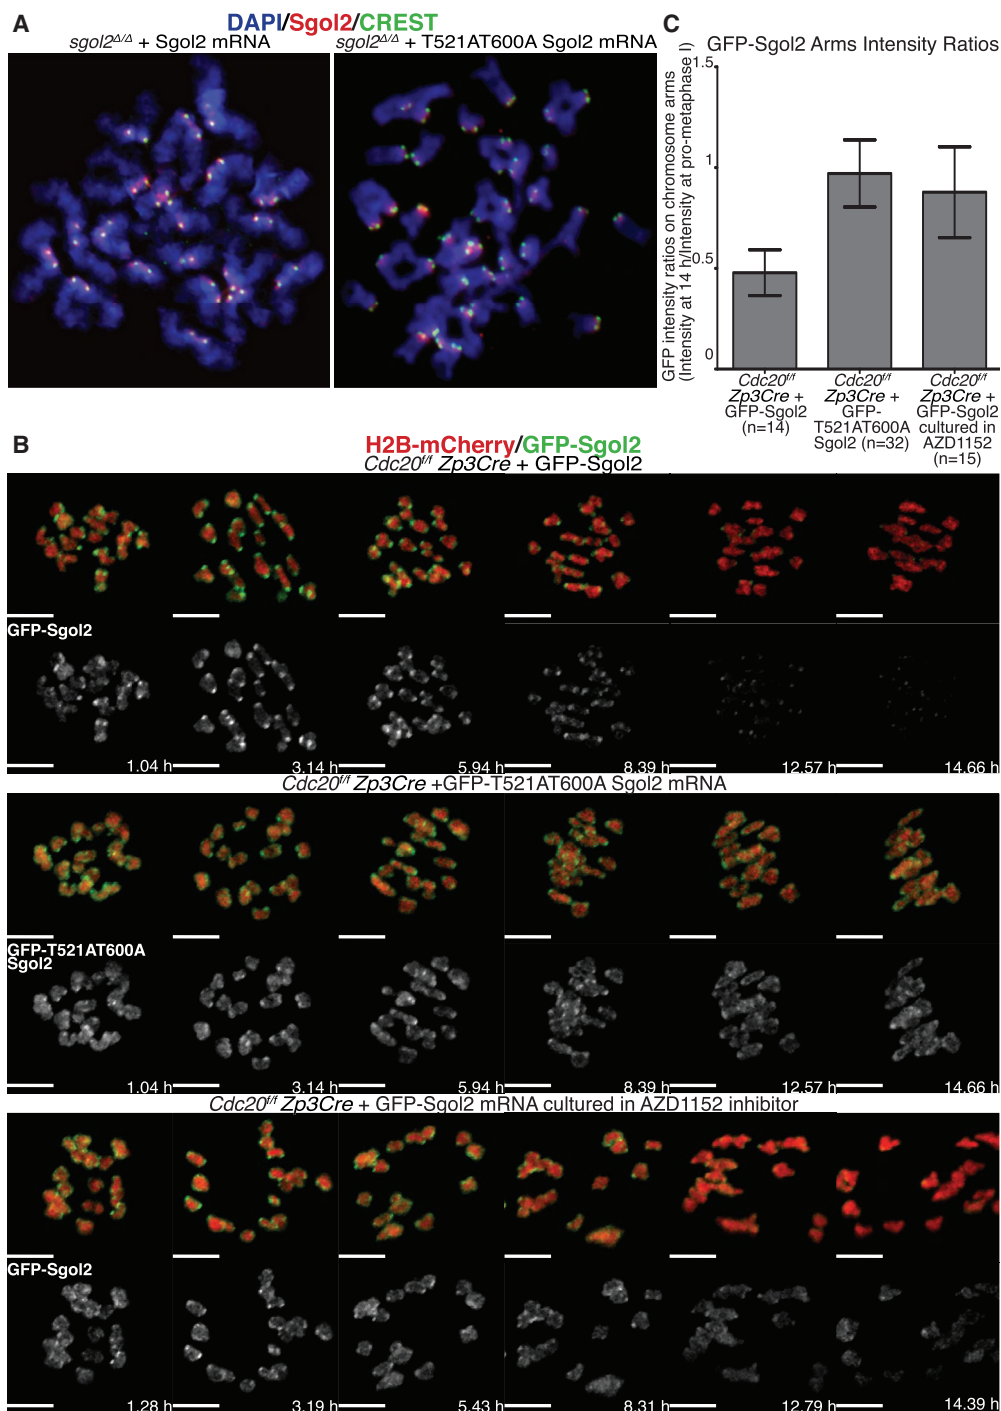 A
DAPI/Sgol2/CREST
sgol2Δ/Δ + Sgol2 mRNA
sgol2Δ/Δ + T521AT600A Sgol2 mRNA
C
GFP-Sgol2 Arms Intensity Ratios
GFP intensity ratios on chromosome arms
(Intensity at 14 h/Intensity at pro-metaphase I)
1.5
1
0.5
0
Cdc20f/f
Zp3Cre +
GFP-Sgol2
(n=14)
Cdc20f/f
Zp3Cre +
GFP-
T521AT600A
Sgol2 (n=32)
Cdc20f/f
Zp3Cre +
GFP-Sgol2
cultured in
AZD1152
(n=15)
B
H2B-mCherry/GFP-Sgol2
Cdc20f/f Zp3Cre + GFP-Sgol2
GFP-Sgol2
1.04 h
3.14 h
5.94 h
8.39 h
12.57 h
14.66 h
Cdc20f/f Zp3Cre +GFP-T521AT600A Sgol2 mRNA
GFP-T521AT600A
Sgol2
1.04 h
3.14 h
5.94 h
8.39 h
12.57 h
14.66 h
Cdc20f/f Zp3Cre + GFP-Sgol2 mRNA cultured in AZD1152 inhibitor
GFP-Sgol2
1.28 h
3.19 h
5.43 h
8.31 h
12.79 h
14.39 h